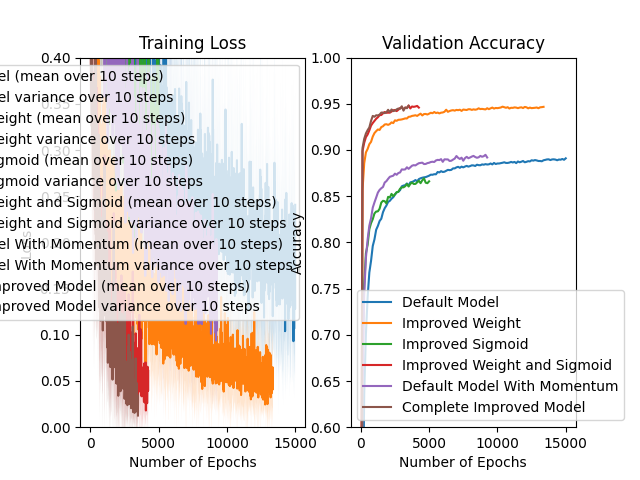 Training Loss
Validation Accuracy
0.40
0.35
0.30
0.10
0.05
0.00
el (mean over 10 steps)
el variance over 10 steps
eight (mean over 10 steps)
eight variance over 10 steps
gmoid (mean over 10 steps)
gmoid variance over 10 steps
eight and Sigmoid (mean over 10 steps)
eight and Sigmoid variance over 10 steps
el With Momentum (mean over 10 steps)
el With Momentum variance over 10 steps
proved Model (mean over 10 steps)
proved Model variance over 10 steps
0 5000 10000 15000
Number of Epochs
Accuracy
1.00
0.95
0.90
0.85
0.80
0.75
0.70
0.65
0.60
Default Model
Improved Weight
Improved Sigmoid
Improved Weight and Sigmoid
Default Model With Momentum
Complete Improved Model
0 5000 10000 15000
Number of Epochs